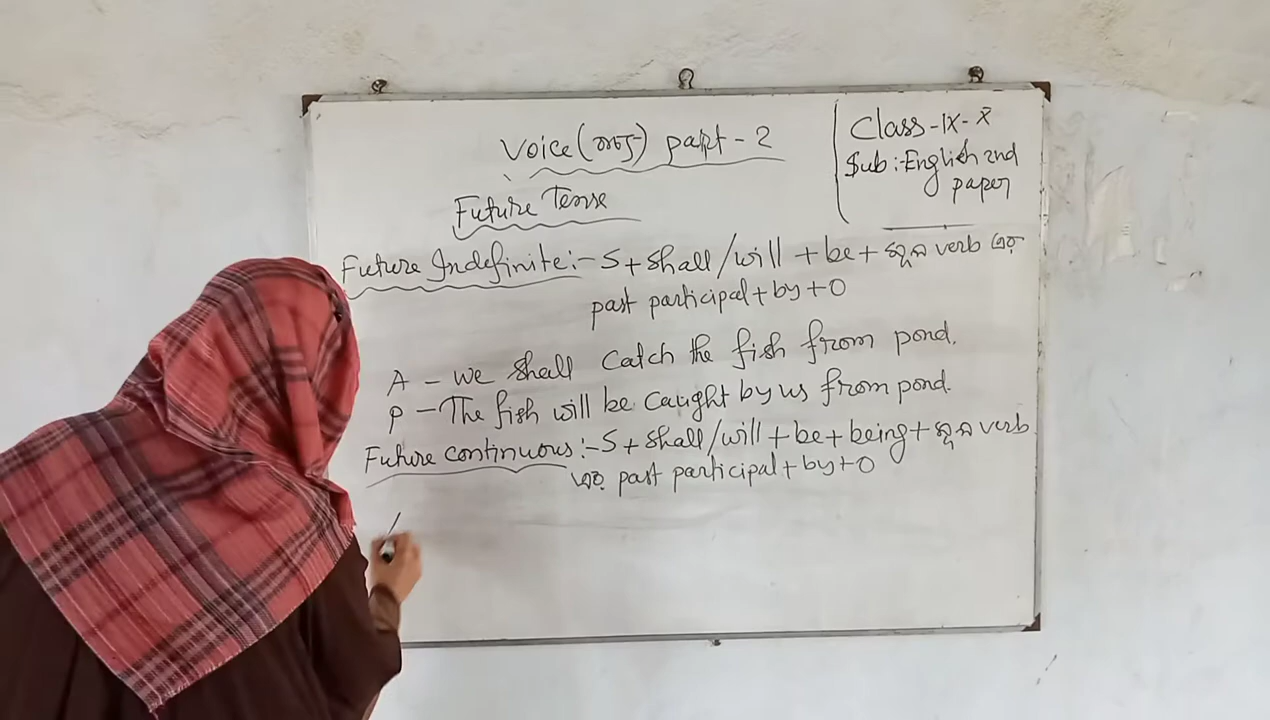 Voice (বাচ্য) part - 2
Class - IX - X
Sub :- English 2nd
paper
Future Tense
Future Indefinite :- S + shall/will + be + মূল verb এর
past participal + by + O
A - we shall catch the fish from pond.
P - The fish will be caught by us from pond.
Future continuous :- S + shall/will + be + being + মূল verb
এর past participal + by + O